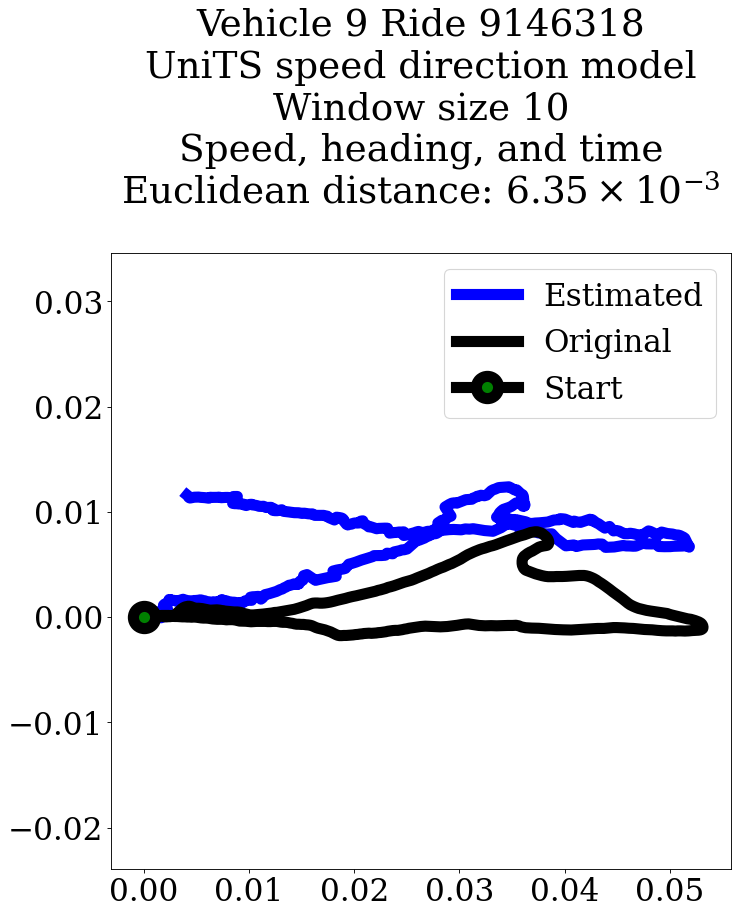 Vehicle 9 Ride 9146318
UniTS speed direction model
Window size 10
Speed, heading, and time
Euclidean distance: 6.35 × 10⁻³
Estimated
Original
Start
0.03
0.02
0.01
0.00
−0.01
−0.02
0.00 0.01 0.02 0.03 0.04 0.05